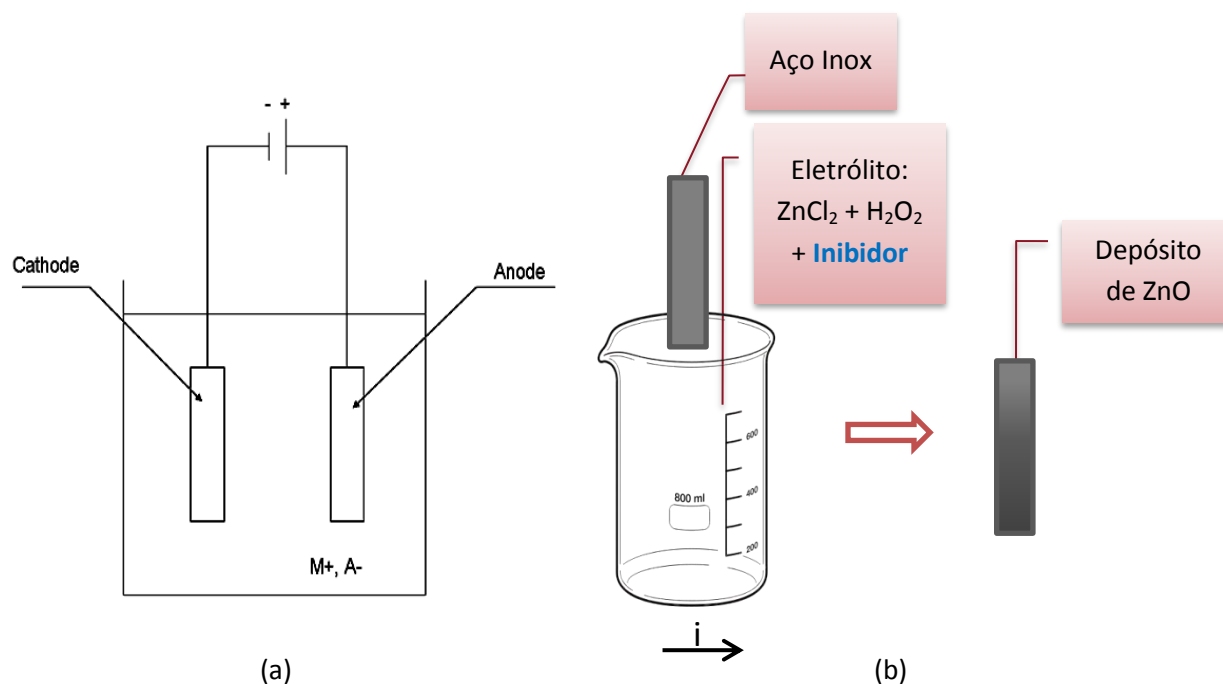 - +
Cathode
Anode
M+, A-
(a)
Aço Inox
Eletrólito:
ZnCl₂ + H₂O₂
+ Inibidor
Depósito
de ZnO
600
800 ml
400
200
i
(b)